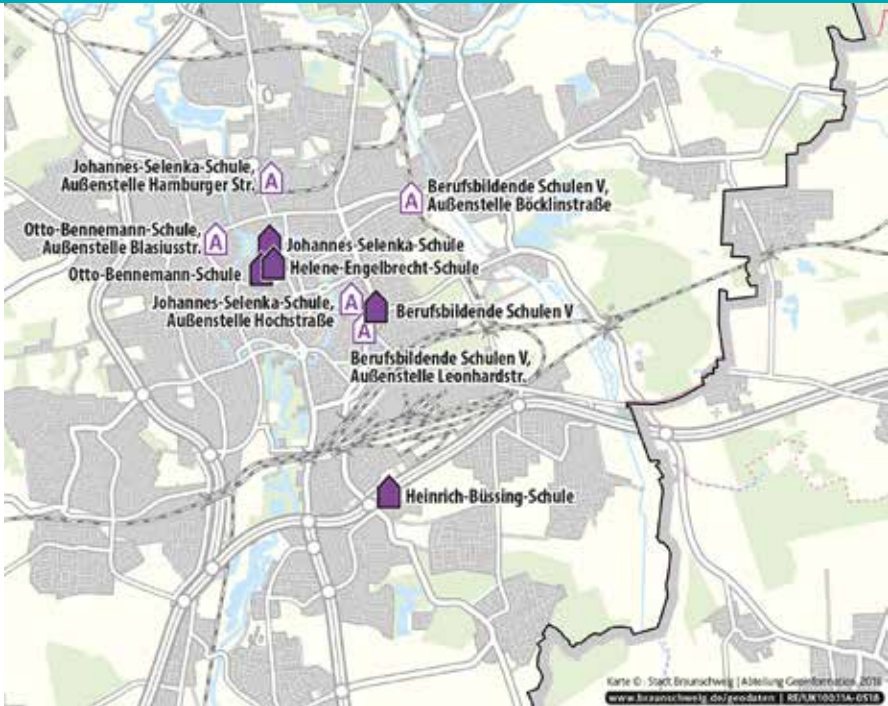 Johannes-Selenka-Schule,
Außenstelle Hamburger Str.
A
A
Berufsbildende Schulen V,
Außenstelle Böcklinstraße
Otto-Bennemann-Schule,
Außenstelle Blasiusstr.
A
Johannes-Selenka-Schule
Helene-Engelbrecht-Schule
Otto-Bennemann-Schule
Johannes-Selenka-Schule,
Außenstelle Hochstraße
A
Berufsbildende Schulen V
A
Berufsbildende Schulen V,
Außenstelle Leonhardstr.
Heinrich-Büssing-Schule
Karte ©: Stadt Braunschweig | Abteilung Geoinformation, 2018
www.braunschweig.de/geodaten |